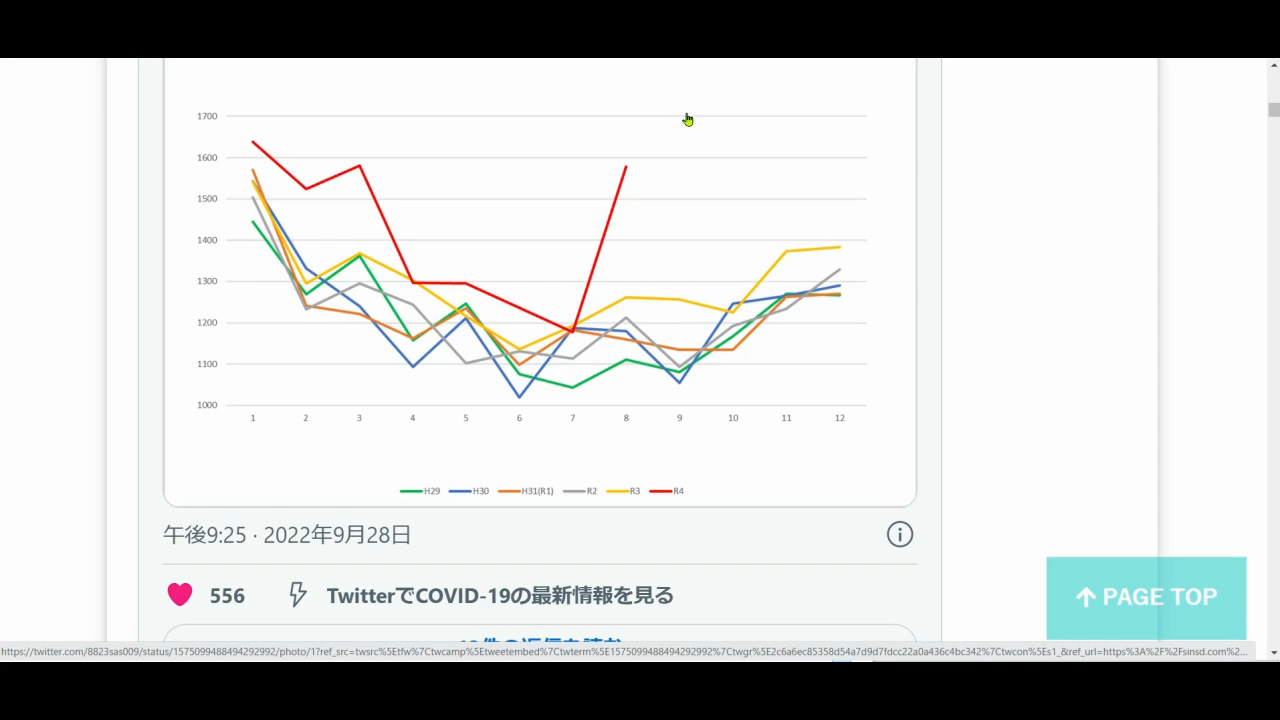 1700
1600
1500
1400
1300
1200
1100
1000
1 2 3 4 5 6 7 8 9 10 11 12
H29 H30 H31(R1) R2 R3 R4
午後9:25 · 2022年9月28日
556 TwitterでCOVID-19の最新情報を見る
PAGE TOP
https://twitter.com/8823sas009/status/1575099488494292992/photo/1?ref_src=twsrc%5Etfw%7Ctwcamp%5Etweetembed%7Ctwterm%5E1575099488494292992%7Ctwgr%5E2c6a6ec85358d54a7d9d7fdcc22a0a436c4bc342%7Ctwcon%5Es1_&ref_url=https%3A%2F%2Fsinsd.com%2...